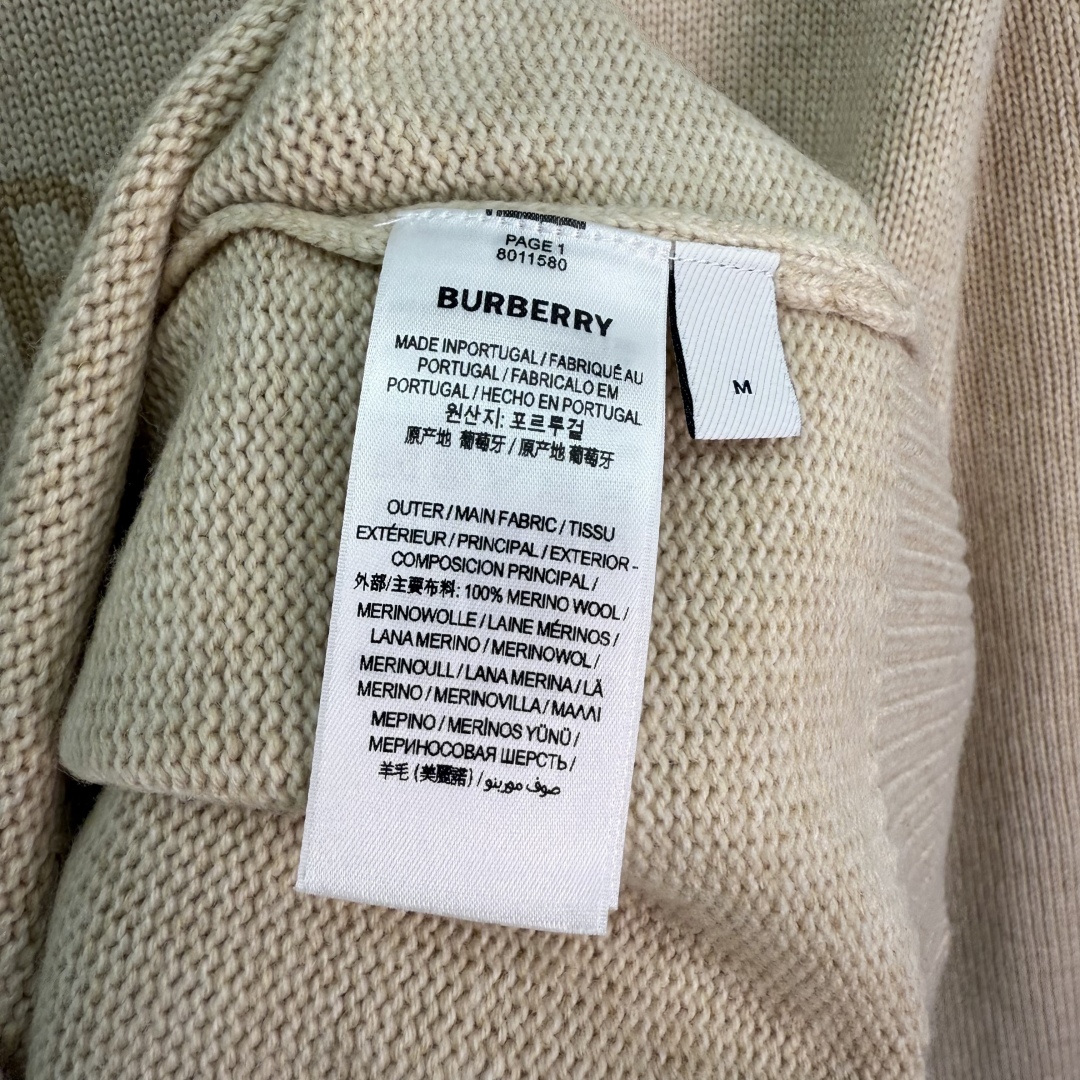 PAGE 1
8011580
BURBERRY
MADE INPORTUGAL / FABRIQUÉ AU
PORTUGAL / FABRICALO EM
PORTUGAL / HECHO EN PORTUGAL
원산지: 포르투걸
原产地 葡萄牙 / 原产地 葡萄牙
OUTER / MAIN FABRIC / TISSU
EXTÉRIEUR / PRINCIPAL / EXTERIOR -
COMPOSICION PRINCIPAL /
外部/主要布料: 100% MERINO WOOL /
MERINOWOLLE / LAINE MÉRINOS /
LANA MERINO / MERINOWOL /
MERINOULL / LANA MERINA / LÃ
MERINO / MERINOVILLA / ΜΑΛΛΙ
ΜΕΡΙΝΟ / MERİNOS YÜNÜ /
МЕРИНОСОВАЯ ШЕРСТЬ /
羊毛 (美麗諾) / صوف مورينو
M